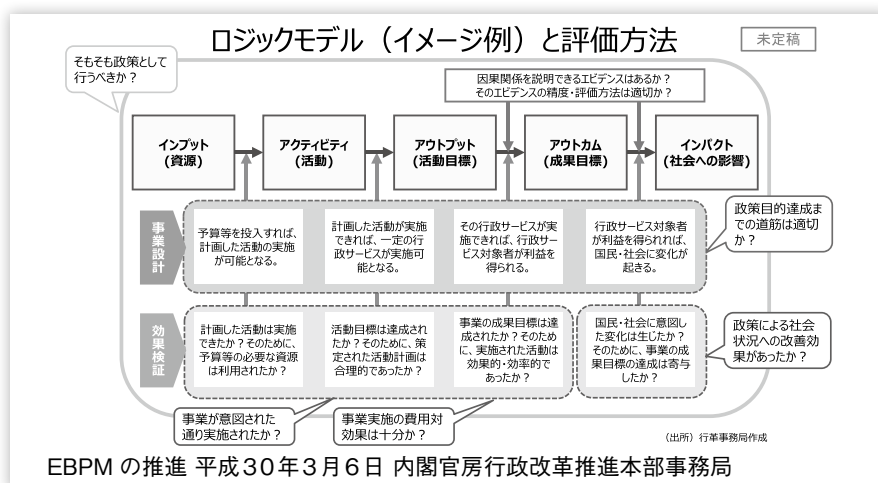 ロジックモデル（イメージ例）と評価方法
未定稿
そもそも政策として
行うべきか？
因果関係を説明できるエビデンスはあるか？
そのエビデンスの精度・評価方法は適切か？
インプット
(資源)
アクティビティ
(活動)
アウトプット
(活動目標)
アウトカム
(成果目標)
インパクト
(社会への影響)
事業設計
予算等を投入すれば、
計画した活動の実施
が可能となる。
計画した活動が実施
できれば、一定の行
政サービスが実施可
能となる。
その行政サービスが実
施できれば、行政サー
ビス対象者が利益を
得られる。
行政サービス対象者
が利益を得られれば、
国民・社会に変化が
起きる。
政策目的達成ま
での道筋は適切
か？
効果検証
計画した活動は実施
できたか？そのために、
予算等の必要な資源
は利用されたか？
活動目標は達成され
たか？そのために、策
定された活動計画は
合理的であったか？
事業の成果目標は達
成されたか？そのため
に、実施された活動は
効果的・効率的で
あったか？
国民・社会に意図し
た変化は生じたか？
そのために、事業の成
果目標の達成は寄与
したか？
政策による社会
状況への改善効
果があったか？
事業が意図された
通り実施されたか？
事業実施の費用対
効果は十分か？
（出所）行革事務局作成
EBPM の推進 平成３０年３月６日 内閣官房行政改革推進本部事務局